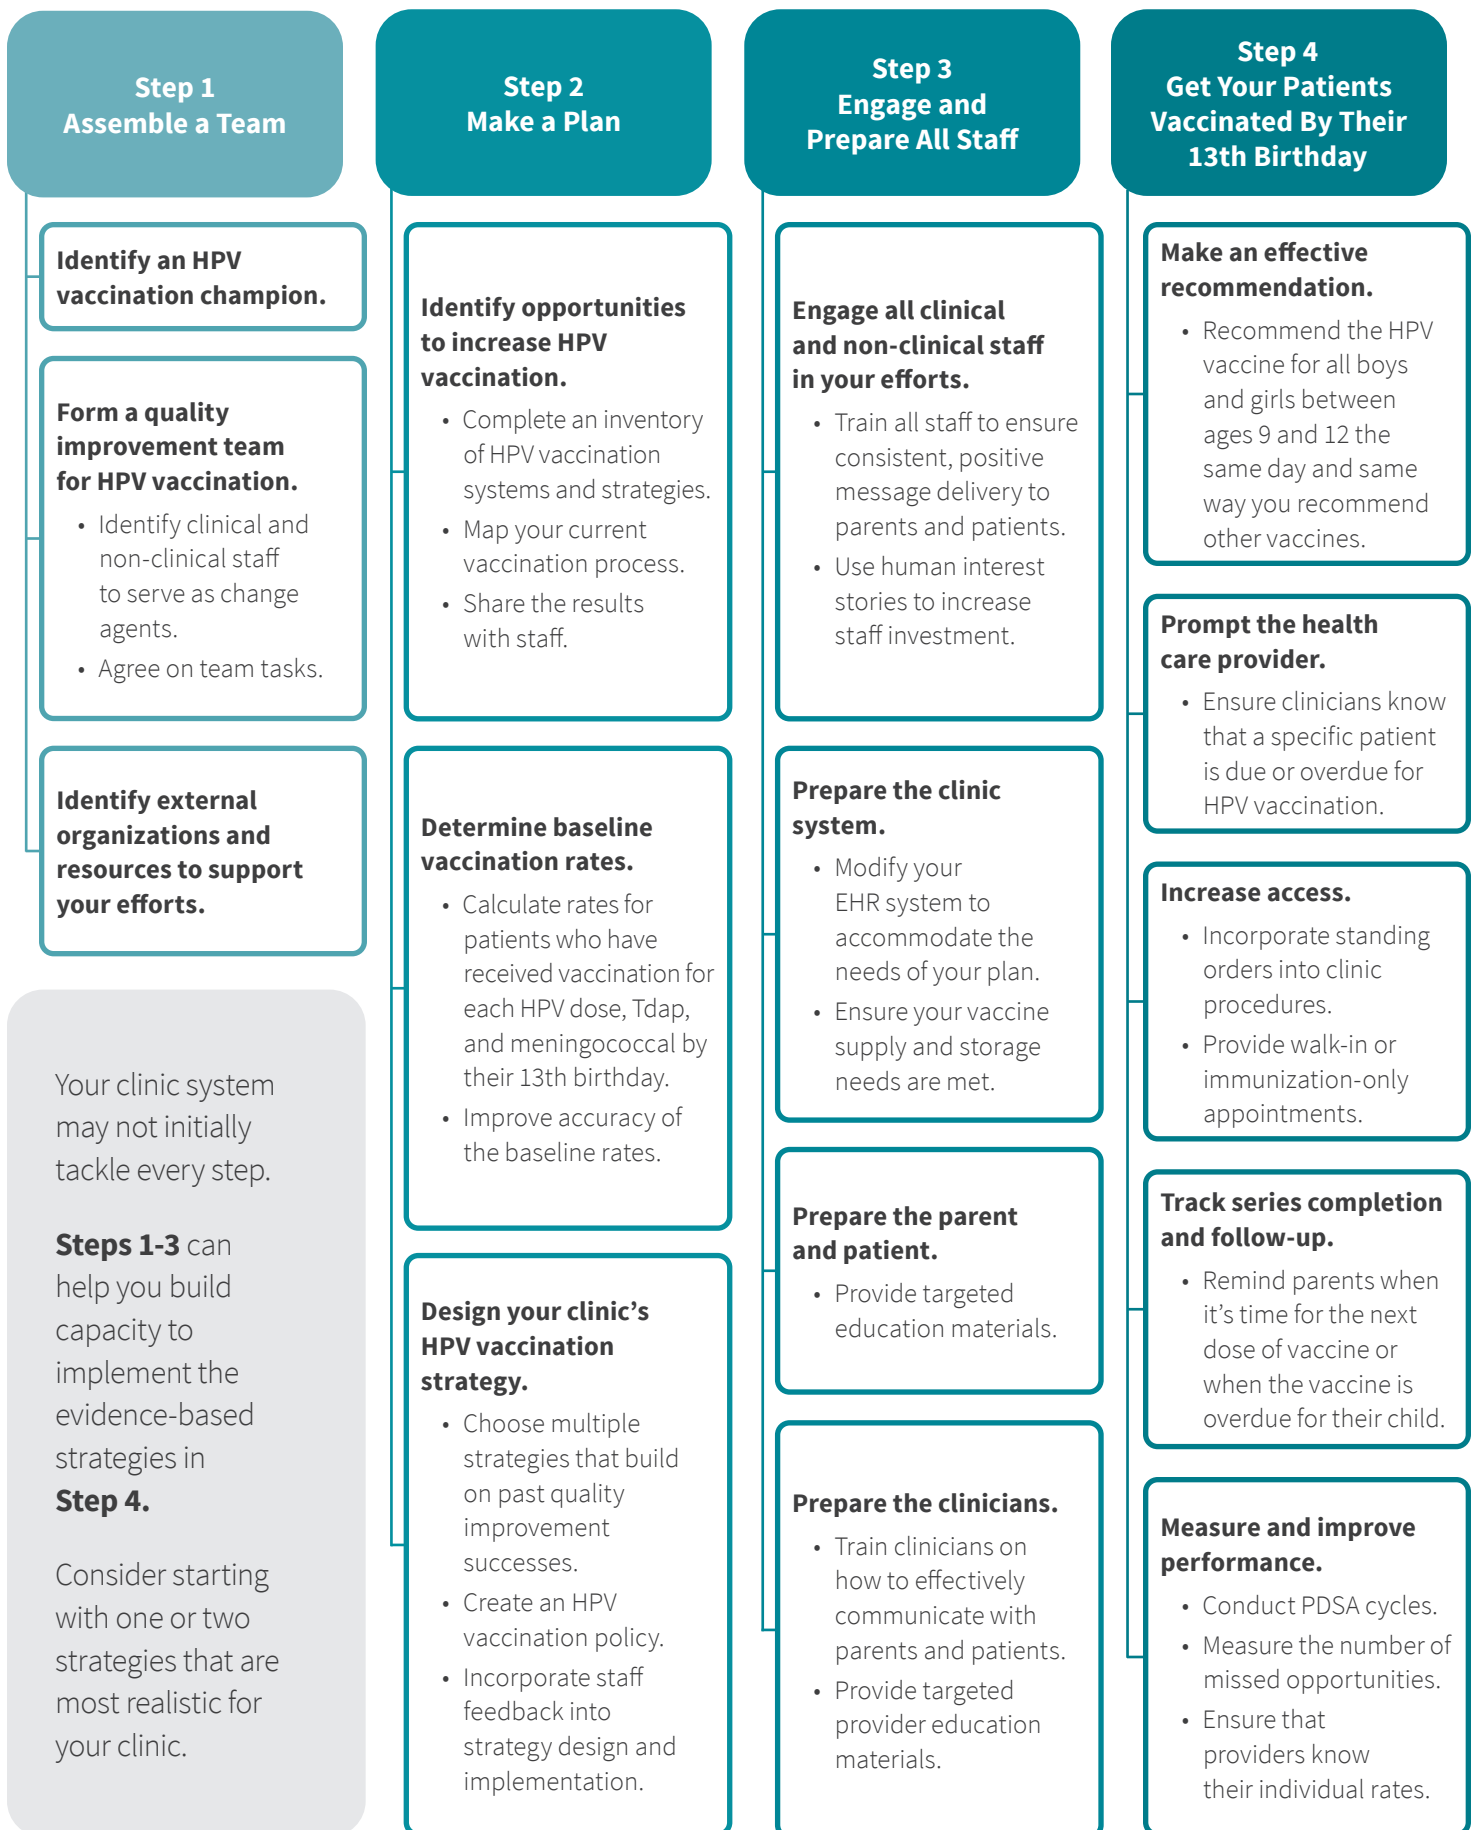 Step 1
Assemble a Team
Identify an HPV
vaccination champion.
Form a quality
improvement team
for HPV vaccination.
• Identify clinical and
non-clinical staff
to serve as change
agents.
• Agree on team tasks.
Identify external
organizations and
resources to support
your efforts.
Your clinic system
may not initially
tackle every step.
Steps 1-3 can
help you build
capacity to
implement the
evidence-based
strategies in
Step 4.
Consider starting
with one or two
strategies that are
most realistic for
your clinic.
Step 2
Make a Plan
Identify opportunities
to increase HPV
vaccination.
• Complete an inventory
of HPV vaccination
systems and strategies.
• Map your current
vaccination process.
• Share the results
with staff.
Determine baseline
vaccination rates.
• Calculate rates for
patients who have
received vaccination for
each HPV dose, Tdap,
and meningococcal by
their 13th birthday.
• Improve accuracy of
the baseline rates.
Design your clinic’s
HPV vaccination
strategy.
• Choose multiple
strategies that build
on past quality
improvement
successes.
• Create an HPV
vaccination policy.
• Incorporate staff
feedback into
strategy design and
implementation.
Step 3
Engage and
Prepare All Staff
Engage all clinical
and non-clinical staff
in your efforts.
• Train all staff to ensure
consistent, positive
message delivery to
parents and patients.
• Use human interest
stories to increase
staff investment.
Prepare the clinic
system.
• Modify your
EHR system to
accommodate the
needs of your plan.
• Ensure your vaccine
supply and storage
needs are met.
Prepare the parent
and patient.
• Provide targeted
education materials.
Prepare the clinicians.
• Train clinicians on
how to effectively
communicate with
parents and patients.
• Provide targeted
provider education
materials.
Step 4
Get Your Patients
Vaccinated By Their
13th Birthday
Make an effective
recommendation.
• Recommend the HPV
vaccine for all boys
and girls between
ages 9 and 12 the
same day and same
way you recommend
other vaccines.
Prompt the health
care provider.
• Ensure clinicians know
that a specific patient
is due or overdue for
HPV vaccination.
Increase access.
• Incorporate standing
orders into clinic
procedures.
• Provide walk-in or
immunization-only
appointments.
Track series completion
and follow-up.
• Remind parents when
it’s time for the next
dose of vaccine or
when the vaccine is
overdue for their child.
Measure and improve
performance.
• Conduct PDSA cycles.
• Measure the number of
missed opportunities.
• Ensure that
providers know
their individual rates.